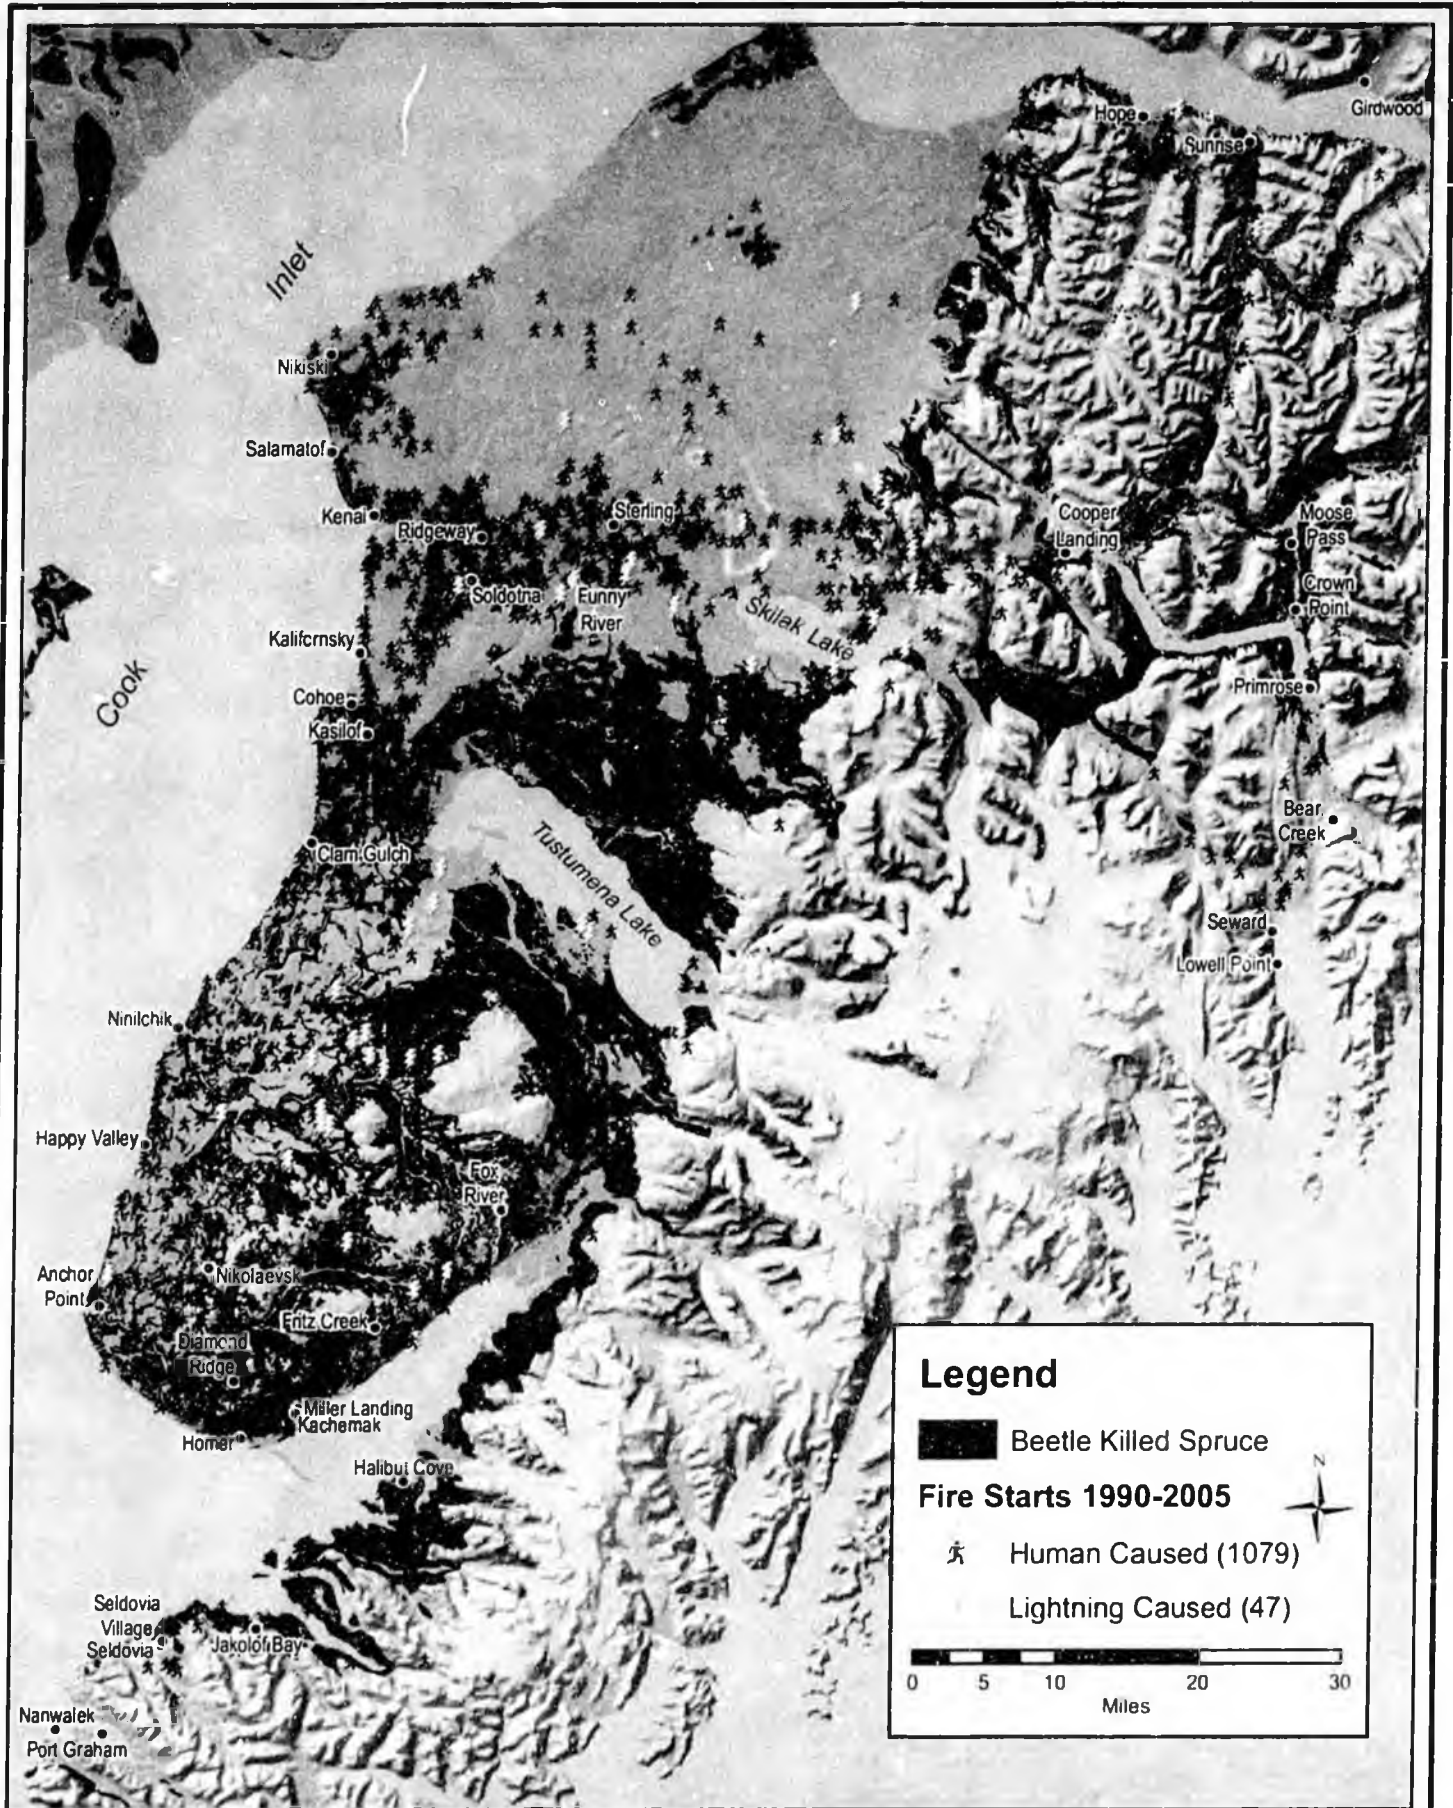 Girdwood
Hope
Sunrise
Inlet
Nikiski
Salamatof
Kenai
Ridgeway
Sterling
Cooper
Landing
Moose
Pass
Soldotna
Funny
River
Crown
Point
Skilak Lake
Kalifornsky
Cook
Cohoe
Kasilof
Primrose
Bear
Creek
Clam Gulch
Tustumena Lake
Seward
Lowell Point
Ninilchik
Happy Valley
Fox
River
Anchor
Point
Nikolaevsk
Fritz Creek
Diamond
Ridge
Miller Landing
Kachemak
Homer
Halibut Cove
Seldovia
Village
Seldovia
Jakolof Bay
Nanwalek
Port Graham
Legend
Beetle Killed Spruce
N
Fire Starts 1990-2005
Human Caused (1079)
Lightning Caused (47)
0 5 10 20 30
Miles